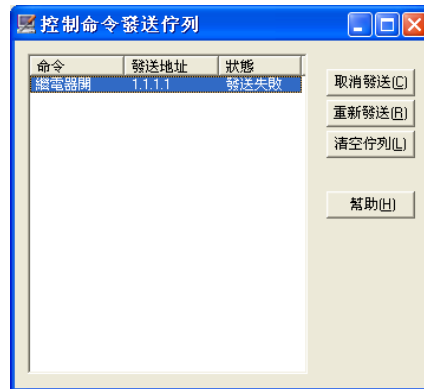 控制命令發送佇列
命令 發送地址 狀態
繼電器開 1.1.1.1 發送失敗
取消發送(C)
重新發送(R)
清空佇列(L)
幫助(H)